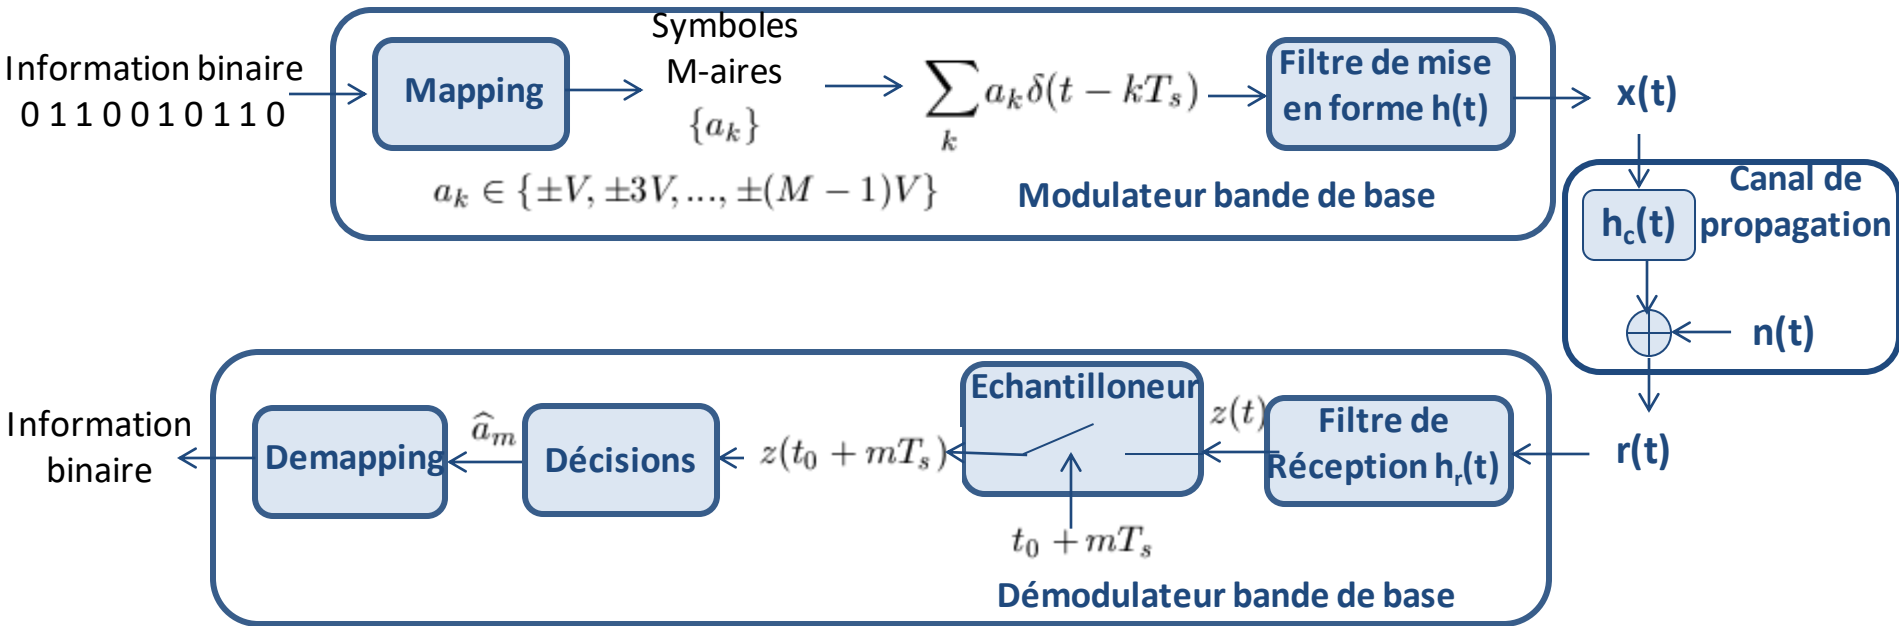 Information binaire
0 1 1 0 0 1 0 1 1 0
Mapping
Symboles
M-aires
{a_k}
∑_k a_k δ(t − kT_s)
Filtre de mise
en forme h(t)
x(t)
a_k ∈ {±V, ±3V, ..., ±(M − 1)V}
Modulateur bande de base
Canal de
propagation
h_c(t)
n(t)
r(t)
Filtre de
Réception h_r(t)
z(t)
Echantilloneur
t_0 + mT_s
z(t_0 + mT_s)
Décisions
â_m
Demapping
Information
binaire
Démodulateur bande de base